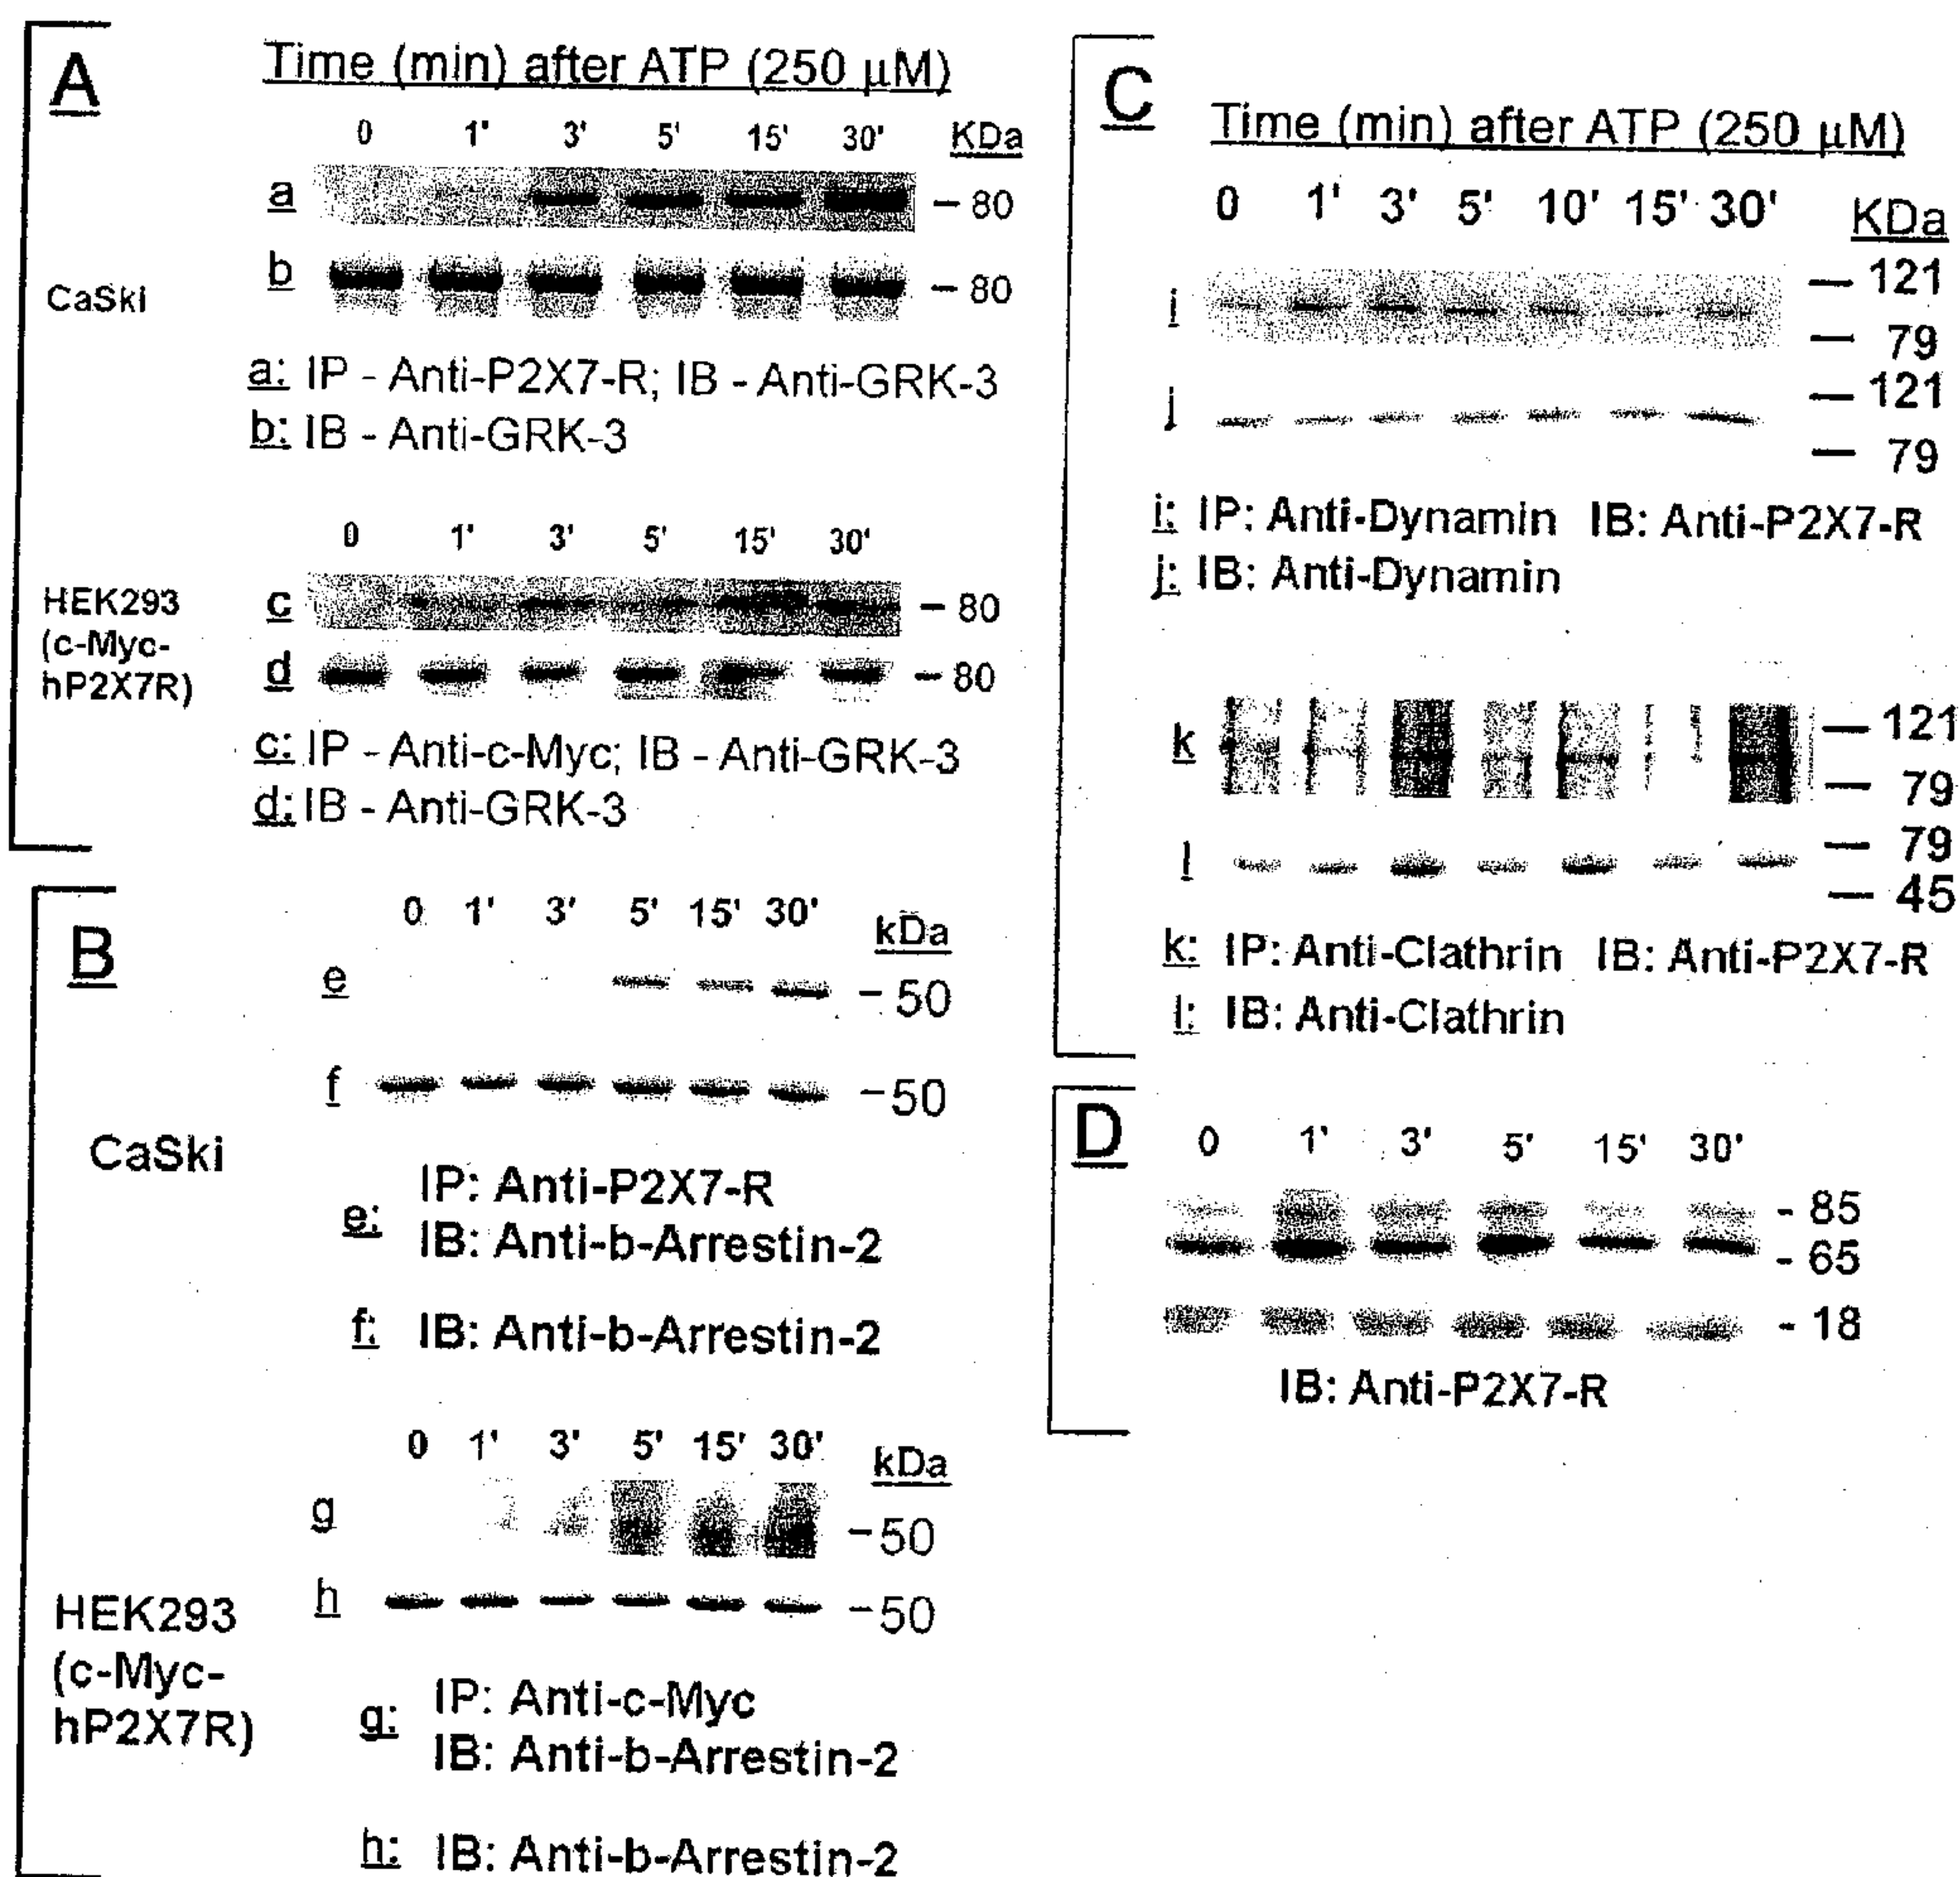 A
Time (min) after ATP (250 µM)
0 1' 3' 5' 15' 30' KDa
a - 80
b - 80
CaSki
a: IP - Anti-P2X7-R; IB - Anti-GRK-3
b: IB - Anti-GRK-3
0 1' 3' 5' 15' 30'
HEK293
(c-Myc-
hP2X7R)
c - 80
d - 80
c: IP - Anti-c-Myc; IB - Anti-GRK-3
d: IB - Anti-GRK-3
B
0 1' 3' 5' 15' 30' kDa
e - 50
f - 50
CaSki
e: IP: Anti-P2X7-R
IB: Anti-b-Arrestin-2
f: IB: Anti-b-Arrestin-2
0 1' 3' 5' 15' 30' kDa
g - 50
h - 50
HEK293
(c-Myc-
hP2X7R)
g: IP: Anti-c-Myc
IB: Anti-b-Arrestin-2
h: IB: Anti-b-Arrestin-2
C
Time (min) after ATP (250 µM)
0 1' 3' 5' 10' 15' 30' KDa
i — 121
— 79
j — 121
— 79
i: IP: Anti-Dynamin IB: Anti-P2X7-R
j: IB: Anti-Dynamin
k — 121
— 79
l — 79
— 45
k: IP: Anti-Clathrin IB: Anti-P2X7-R
l: IB: Anti-Clathrin
D
0 1' 3' 5' 15' 30'
- 85
- 65
- 18
IB: Anti-P2X7-R